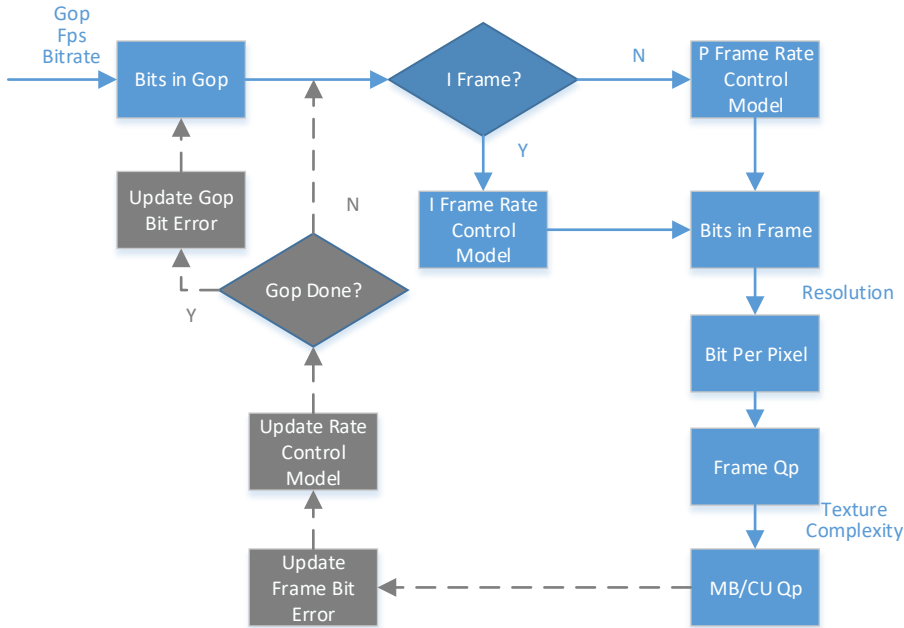 Gop
Fps
Bitrate
Bits in Gop
I Frame?
N
P Frame Rate
Control
Model
Y
Update Gop
Bit Error
N
I Frame Rate
Control
Model
Bits in Frame
Gop Done?
Y
Resolution
Bit Per Pixel
Update Rate
Control
Model
Frame Qp
Texture
Complexity
Update
Frame Bit
Error
MB/CU Qp